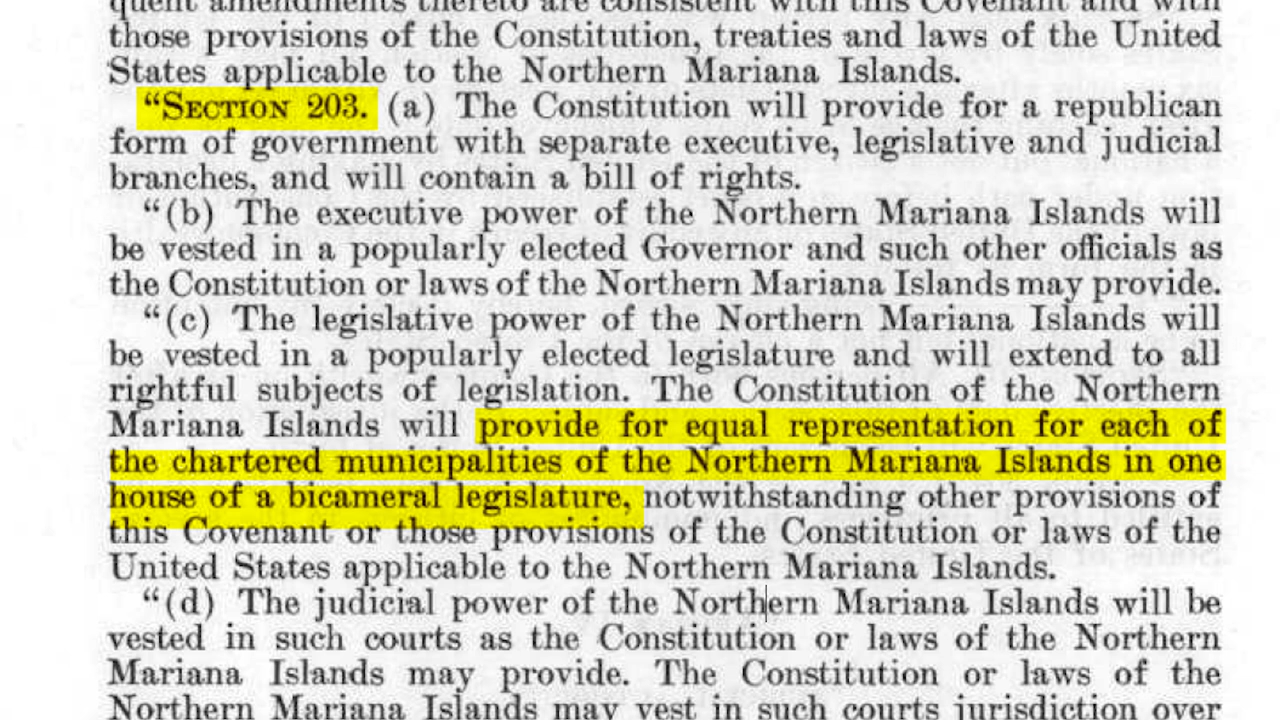 quent amendments thereto are consistent with this Covenant and with
those provisions of the Constitution, treaties and laws of the United
States applicable to the Northern Mariana Islands.
“SECTION 203. (a) The Constitution will provide for a republican
form of government with separate executive, legislative and judicial
branches, and will contain a bill of rights.
“(b) The executive power of the Northern Mariana Islands will
be vested in a popularly elected Governor and such other officials as
the Constitution or laws of the Northern Mariana Islands may provide.
“(c) The legislative power of the Northern Mariana Islands will
be vested in a popularly elected legislature and will extend to all
rightful subjects of legislation. The Constitution of the Northern
Mariana Islands will provide for equal representation for each of
the chartered municipalities of the Northern Mariana Islands in one
house of a bicameral legislature, notwithstanding other provisions of
this Covenant or those provisions of the Constitution or laws of the
United States applicable to the Northern Mariana Islands.
“(d) The judicial power of the Northern Mariana Islands will be
vested in such courts as the Constitution or laws of the Northern
Mariana Islands may provide. The Constitution or laws of the
Northern Mariana Islands may vest in such courts jurisdiction over